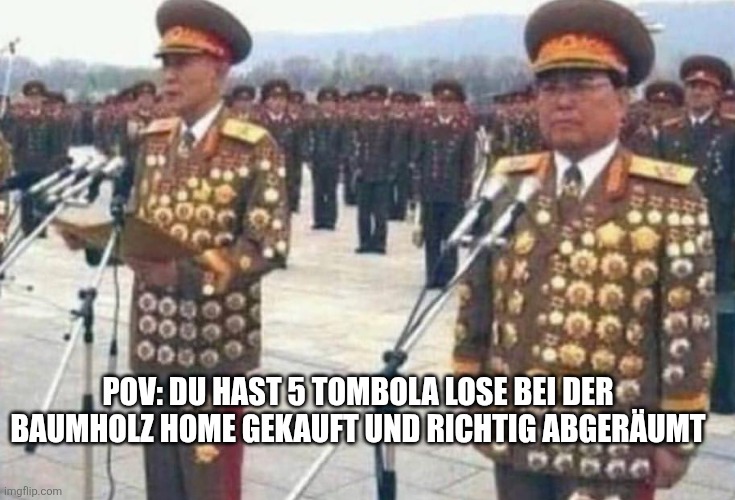 POV: DU HAST 5 TOMBOLA LOSE BEI DER
BAUMHOLZ HOME GEKAUFT UND RICHTIG ABGERÄUMT
imgflip.com